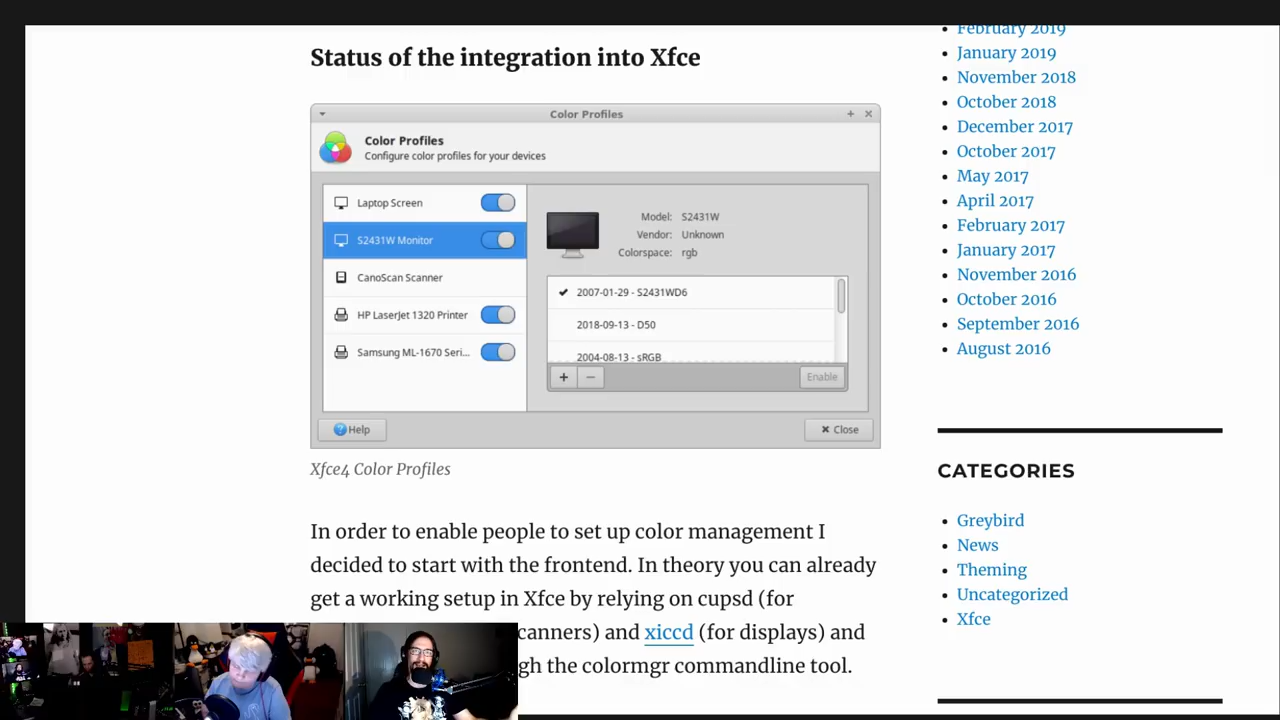 Status of the integration into Xfce
Color Profiles
Color Profiles
Configure color profiles for your devices
Laptop Screen
S2431W Monitor
CanoScan Scanner
HP LaserJet 1320 Printer
Samsung ML-1670 Seri...
Model: S2431W
Vendor: Unknown
Colorspace: rgb
2007-01-29 - S2431WD6
2018-09-13 - D50
2004-08-13 - sRGB
Enable
Help
Close
Xfce4 Color Profiles
In order to enable people to set up color management I
decided to start with the frontend. In theory you can already
get a working setup in Xfce by relying on cupsd (for
canners) and xiccd (for displays) and
gh the colormgr commandline tool.
February 2019
January 2019
November 2018
October 2018
December 2017
October 2017
May 2017
April 2017
February 2017
January 2017
November 2016
October 2016
September 2016
August 2016
CATEGORIES
Greybird
News
Theming
Uncategorized
Xfce